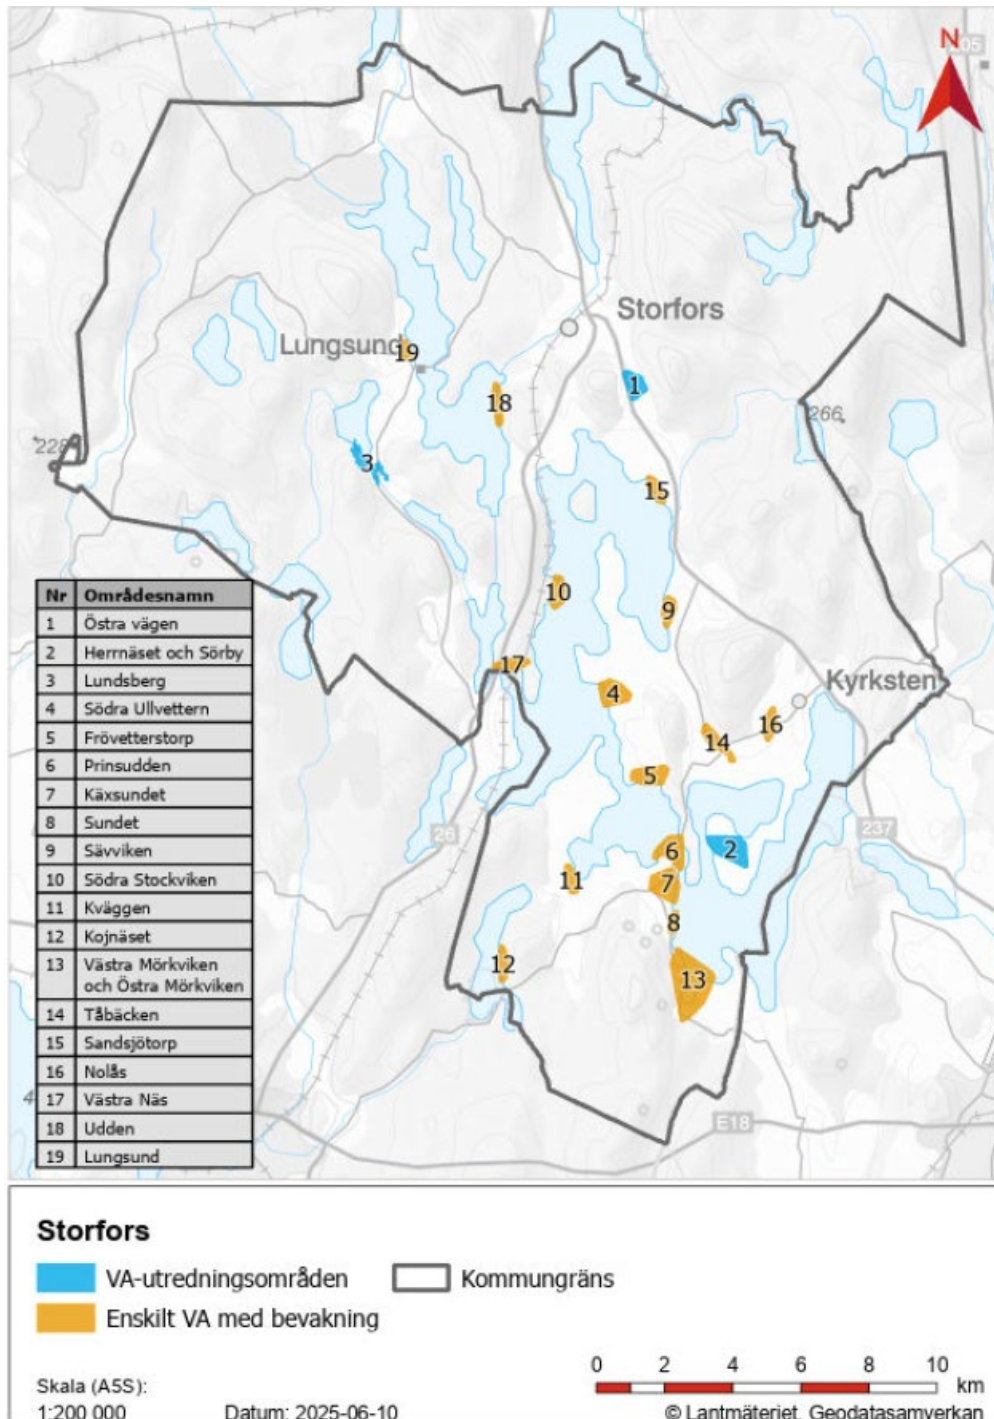 N
05
Storfors
Lungsund
19
1
18
266
228
3
15
10
9
17
4
Kyrksten
16
14
5
26
237
2
6
7
11
8
12
13
E18
4
Nr Områdesnamn
1 Östra vägen
2 Herrnäset och Sörby
3 Lundsberg
4 Södra Ullvettern
5 Frövetterstorp
6 Prinsudden
7 Käxsundet
8 Sundet
9 Sävviken
10 Södra Stockviken
11 Kväggen
12 Kojnäset
13 Västra Mörkviken
och Östra Mörkviken
14 Tåbäcken
15 Sandsjötorp
16 Nolås
17 Västra Näs
18 Udden
19 Lungsund
Storfors
VA-utredningsområden Kommungräns
Enskilt VA med bevakning
0 2 4 6 8 10
km
Skala (A5S):
1:200 000 Datum: 2025-06-10 © Lantmäteriet, Geodatasamverkan